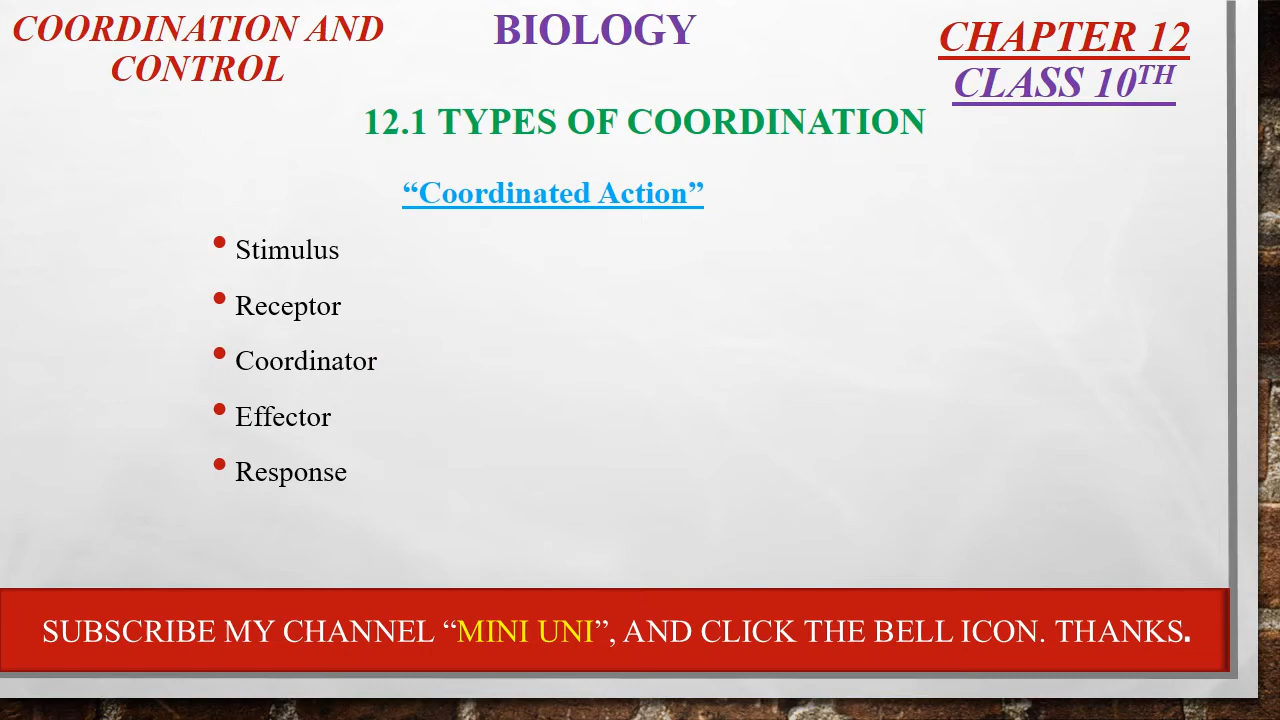 COORDINATION AND
CONTROL
BIOLOGY
CHAPTER 12
CLASS 10TH
12.1 TYPES OF COORDINATION
“Coordinated Action”
• Stimulus
• Receptor
• Coordinator
• Effector
• Response
SUBSCRIBE MY CHANNEL “MINI UNI”, AND CLICK THE BELL ICON. THANKS.